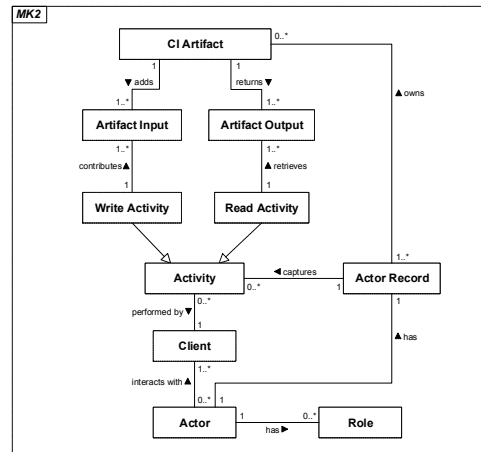 MK2
CI Artifact
0..*
1
1
▼ adds
returns ▼
▲ owns
1..*
1..*
Artifact Input
Artifact Output
1..*
1..*
contributes ▲
▲ retrieves
1
1
Write Activity
Read Activity
1..*
Activity
◄ captures
Actor Record
0..*
1
0..*
1
performed by ▼
1
▲ has
Client
1..*
interacts with ▲
0..*
1
Actor
1
0..*
Role
has ►